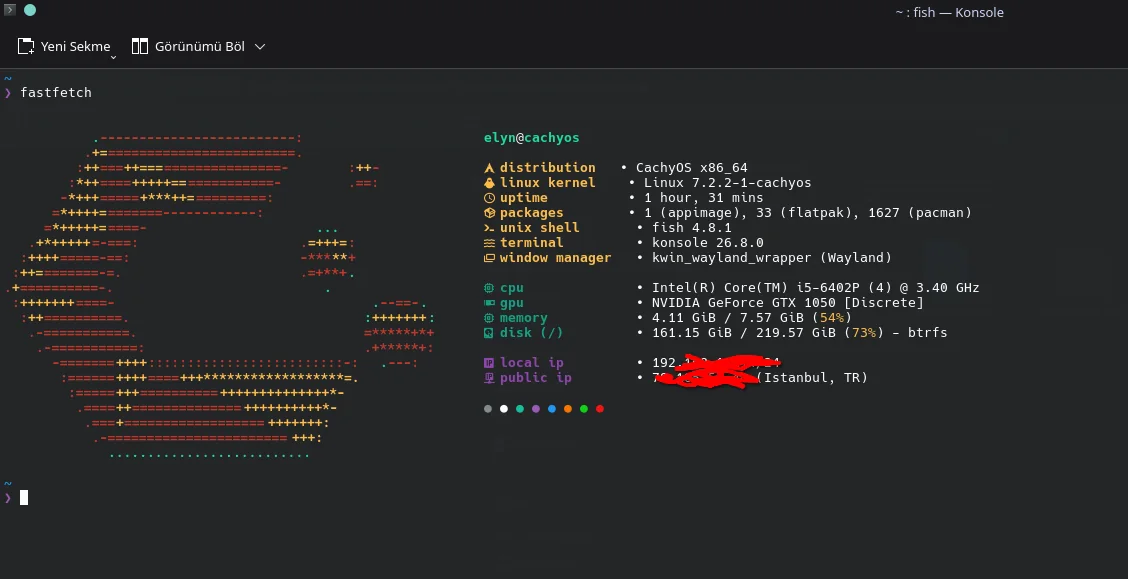 ~ : fish — Konsole
Yeni Sekme
Görünümü Böl
~
❯ fastfetch
elyn@cachyos
distribution • CachyOS x86_64
linux kernel • Linux 7.2.2-1-cachyos
uptime • 1 hour, 31 mins
packages • 1 (appimage), 33 (flatpak), 1627 (pacman)
unix shell • fish 4.8.1
terminal • konsole 26.8.0
window manager • kwin_wayland_wrapper (Wayland)
cpu • Intel(R) Core(TM) i5-6402P (4) @ 3.40 GHz
gpu • NVIDIA GeForce GTX 1050 [Discrete]
memory • 4.11 GiB / 7.57 GiB (54%)
disk (/) • 161.15 GiB / 219.57 GiB (73%) - btrfs
local ip • 192.
public ip • (Istanbul, TR)
~
❯